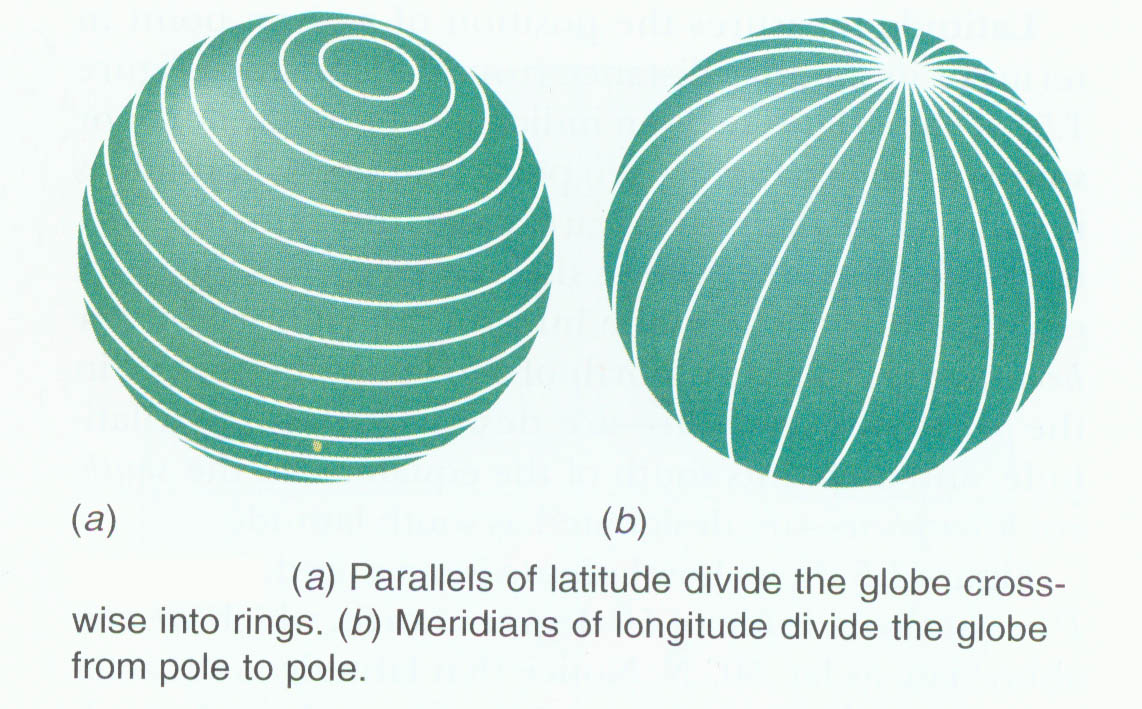 (a)
(b)
(a) Parallels of latitude divide the globe cross-
wise into rings. (b) Meridians of longitude divide the globe
from pole to pole.